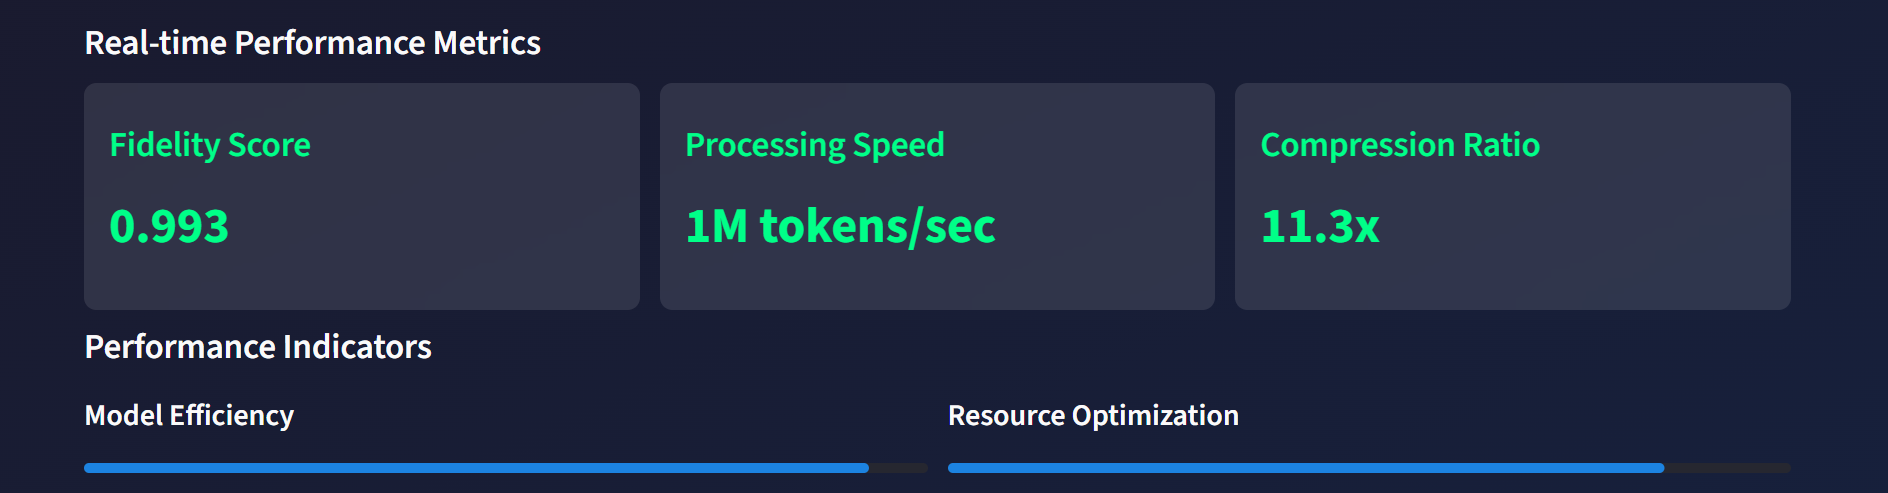 Real-time Performance Metrics
Fidelity Score
Processing Speed
Compression Ratio
0.993
1M tokens/sec
11.3x
Performance Indicators
Model Efficiency
Resource Optimization